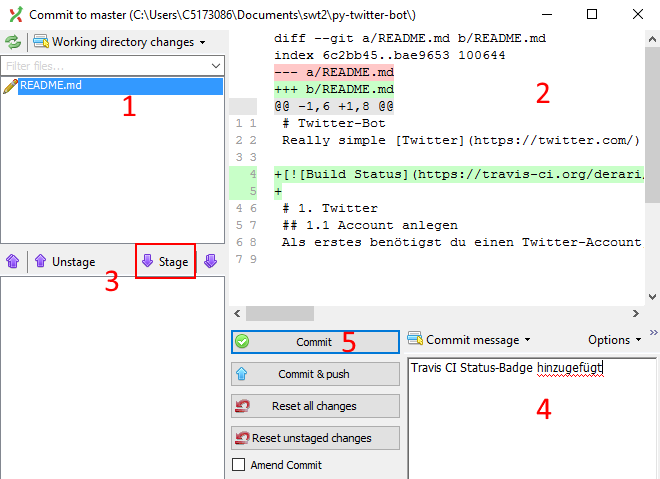 Commit to master (C:\Users\C5173086\Documents\swt2\py-twitter-bot\)
Working directory changes
Filter files...
README.md
1
Unstage
Stage
3
diff --git a/README.md b/README.md
index 6c2bb45..bae9653 100644
--- a/README.md
+++ b/README.md
2
@@ -1,6 +1,8 @@
1 1 # Twitter-Bot
2 2 Really simple [Twitter](https://twitter.com/)
3 3
4 +[![Build Status](https://travis-ci.org/derari/
5 +
4 6 # 1. Twitter
5 7 ## 1.1 Account anlegen
6 8 Als erstes benötigst du einen Twitter-Account
7 9
Commit
5
Commit & push
Reset all changes
Reset unstaged changes
Amend Commit
Commit message
Options
Travis CI Status-Badge hinzugefügt
4